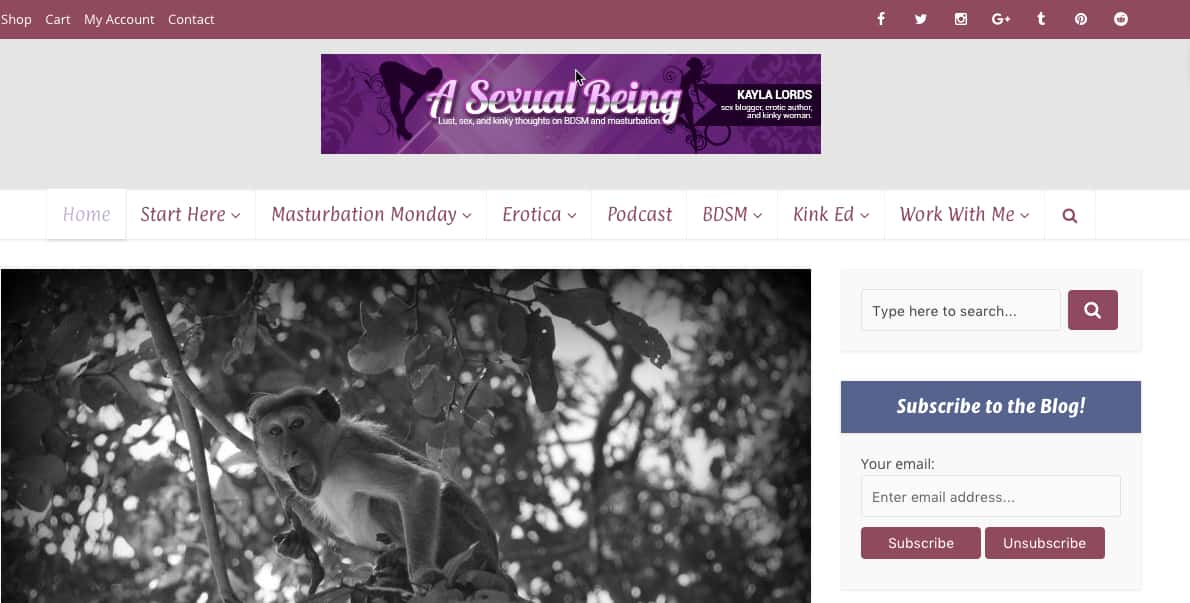 Shop Cart My Account Contact
A Sexual Being
Lust, sex, and kinky thoughts on BDSM and masturbation.
KAYLA LORDS
sex blogger, erotic author,
and kinky woman.
Home Start Here Masturbation Monday Erotica Podcast BDSM Kink Ed Work With Me
Type here to search...
Subscribe to the Blog!
Your email:
Enter email address...
Subscribe Unsubscribe